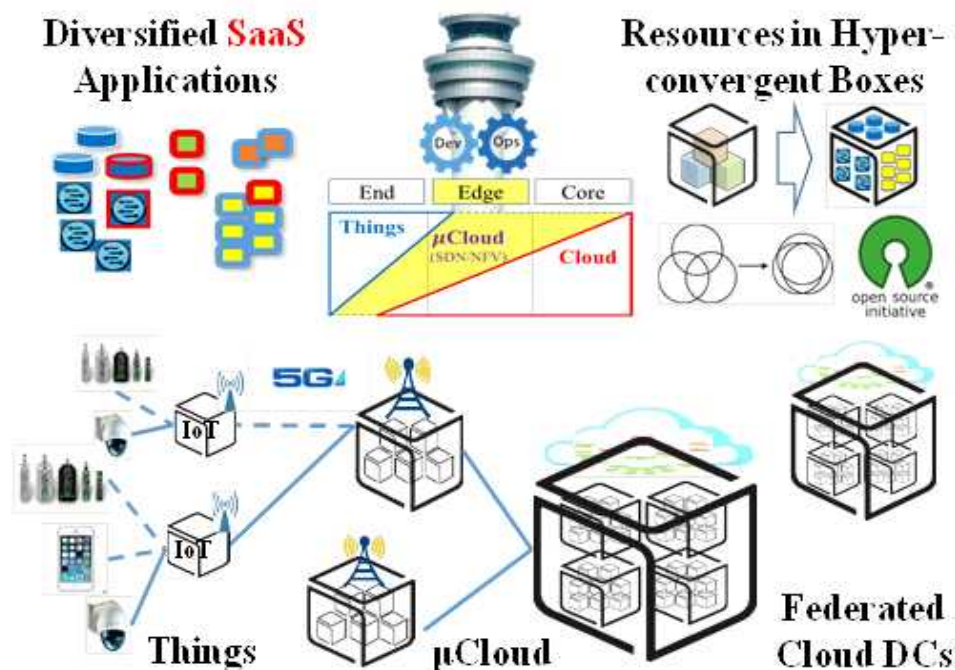 Diversified SaaS
Applications
Resources in Hyper-
convergent Boxes
Dev
Ops
End
Edge
Core
Things
μCloud
(SDN/NFV)
Cloud
open source
initiative
®
5G
IoT
IoT
Things
μCloud
Federated
Cloud DCs